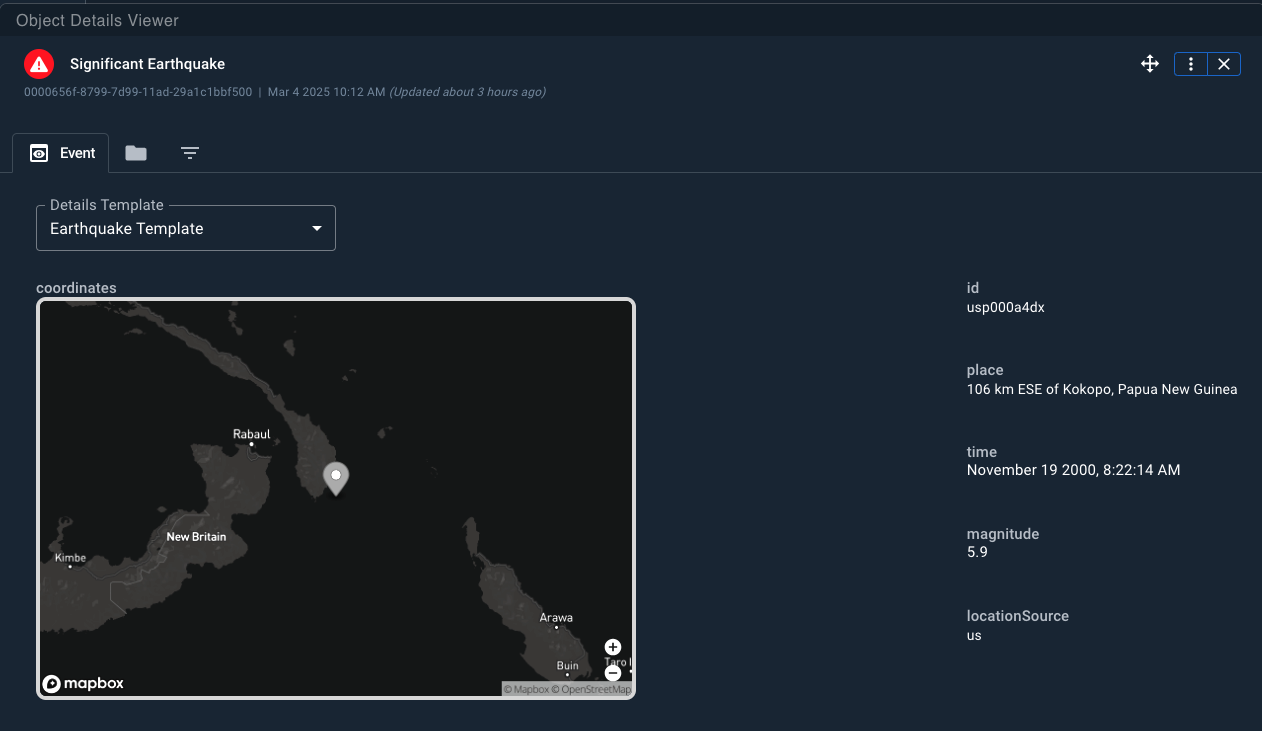 Object Details Viewer
Significant Earthquake
0000656f-8799-7d99-11ad-29a1c1bbf500 | Mar 4 2025 10:12 AM (Updated about 3 hours ago)
Event
Details Template
Earthquake Template
coordinates
Rabaul
New Britain
Kimbe
Arawa
Buin
Taro I
mapbox
© Mapbox © OpenStreetMap
id
usp000a4dx
place
106 km ESE of Kokopo, Papua New Guinea
time
November 19 2000, 8:22:14 AM
magnitude
5.9
locationSource
us